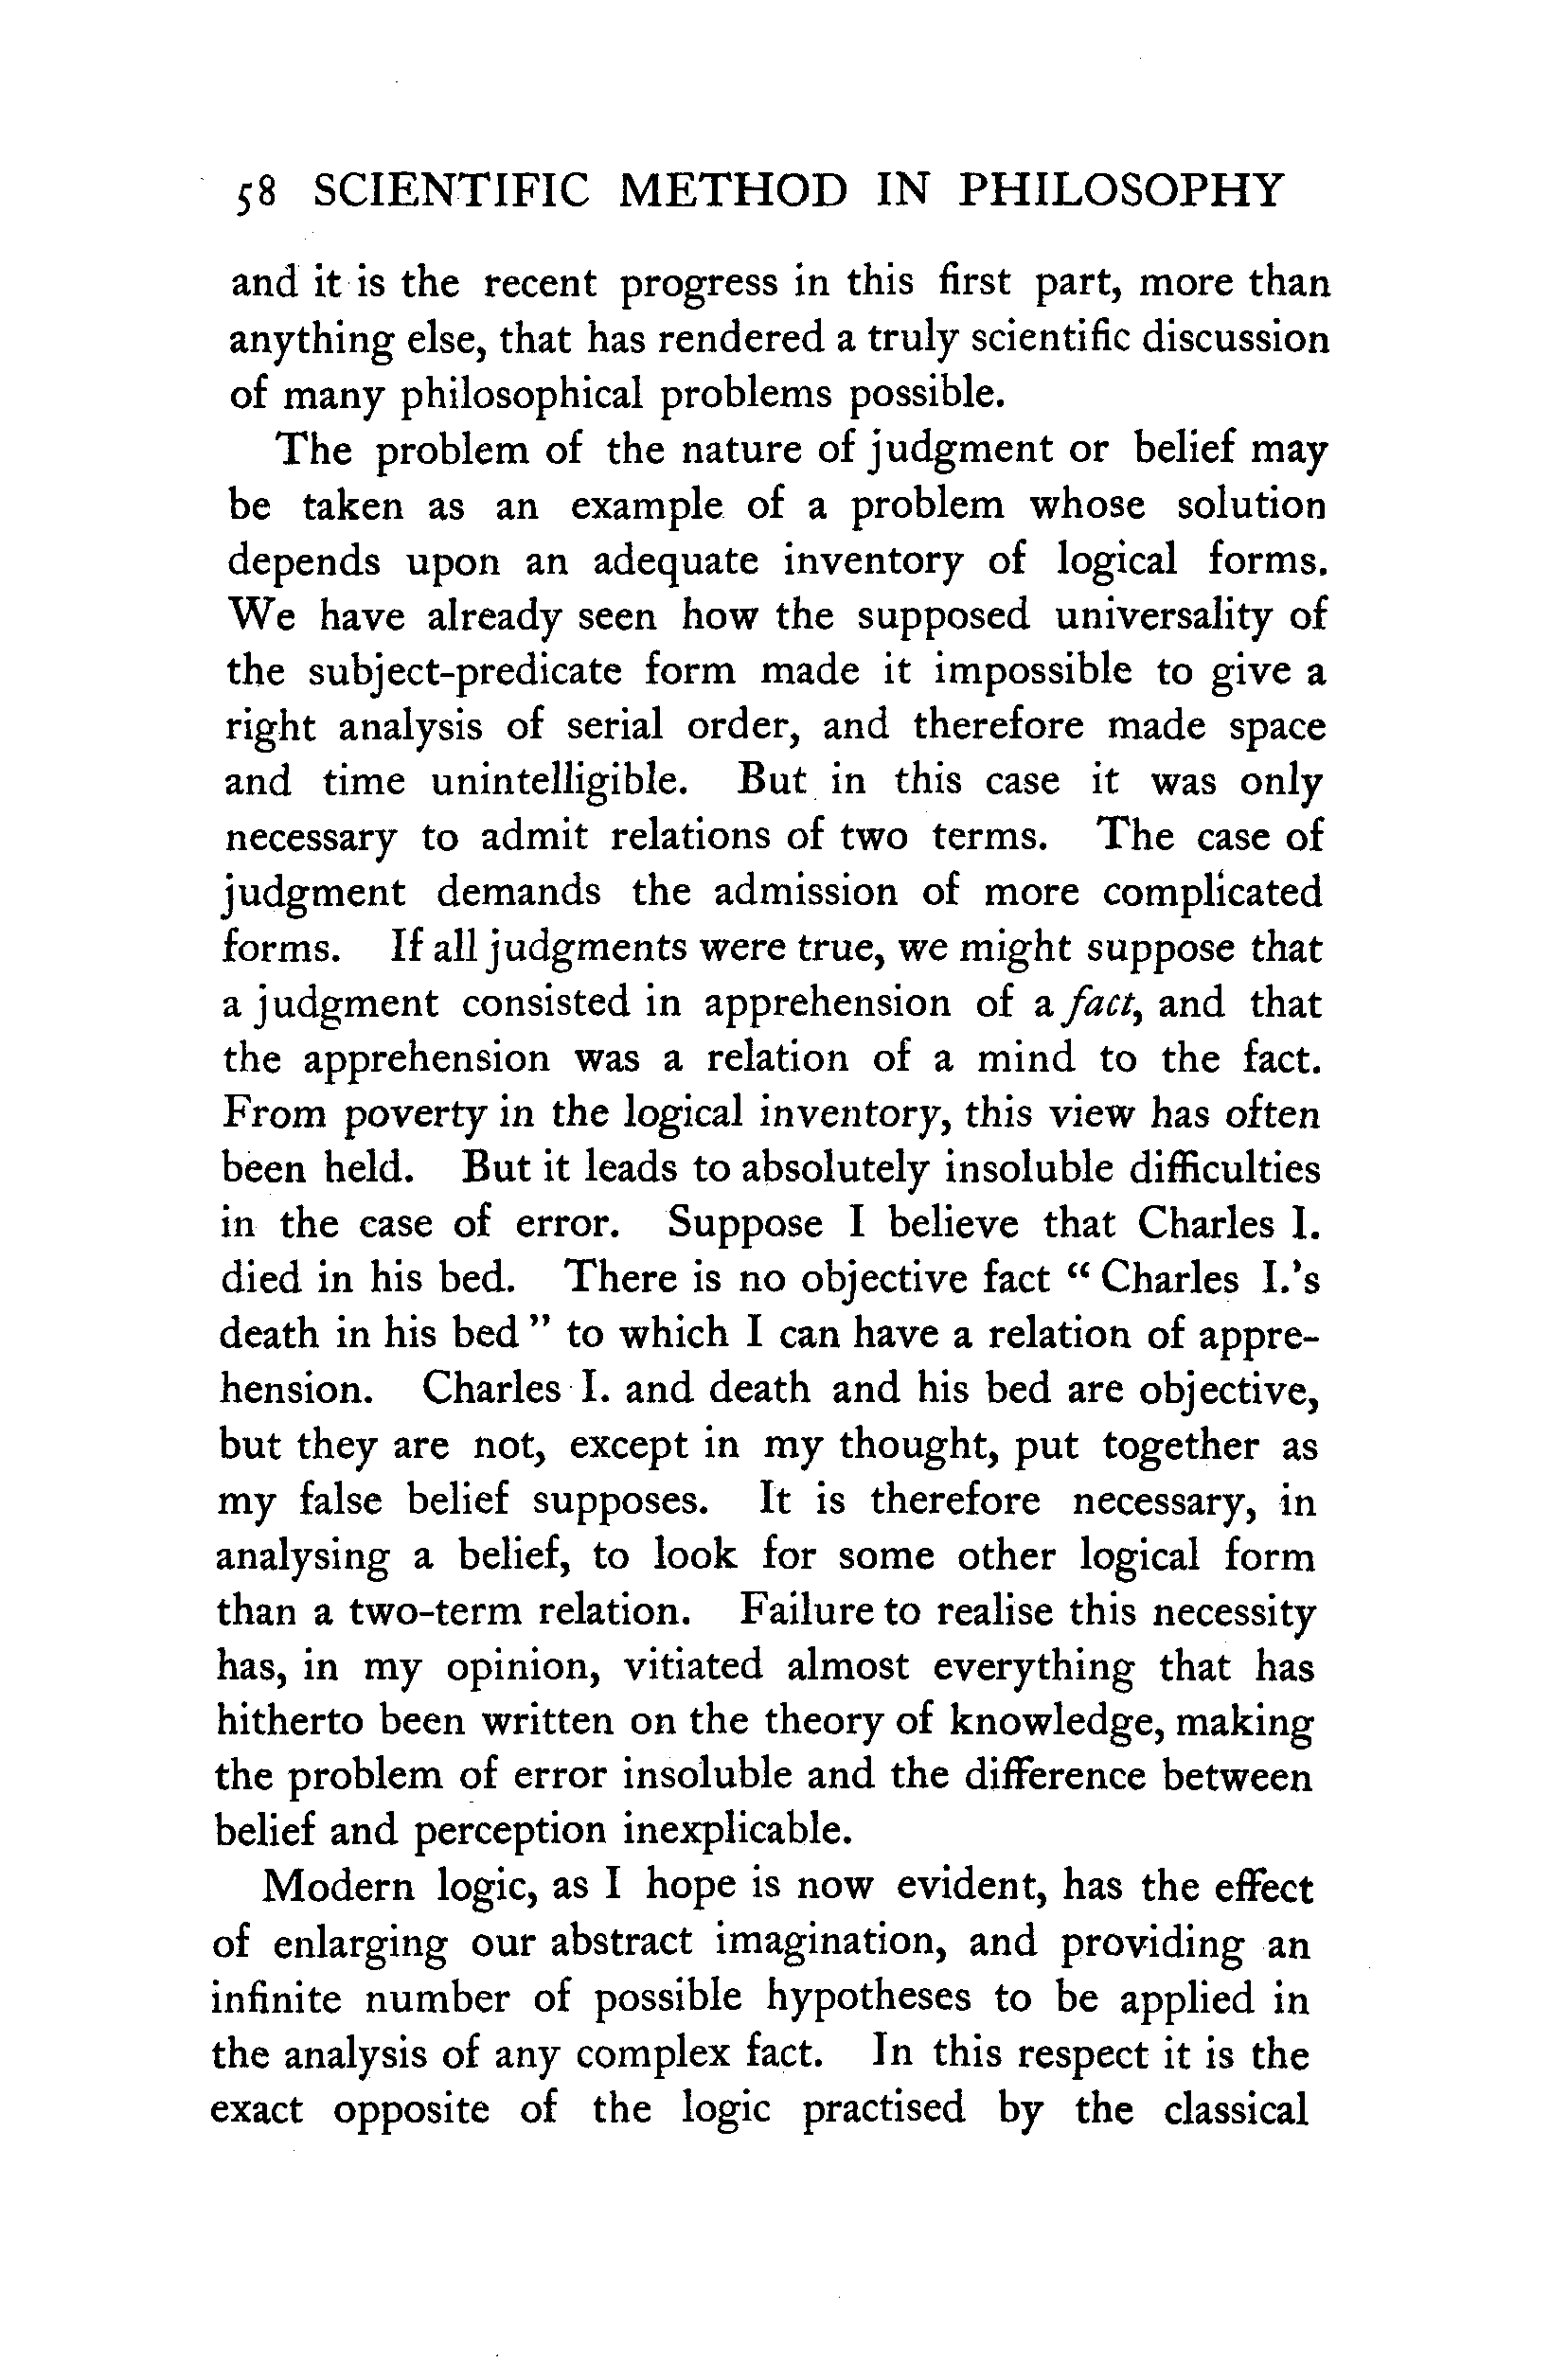 58 SCIENTIFIC METHOD IN PHILOSOPHY
and it is the recent progress in this first part, more than
anything else, that has rendered a truly scientific discussion
of many philosophical problems possible.
The problem of the nature of judgment or belief may
be taken as an example of a problem whose solution
depends upon an adequate inventory of logical forms.
We have already seen how the supposed universality of
the subject-predicate form made it impossible to give a
right analysis of serial order, and therefore made space
and time unintelligible. But in this case it was only
necessary to admit relations of two terms. The case of
judgment demands the admission of more complicated
forms. If all judgments were true, we might suppose that
a judgment consisted in apprehension of a fact, and that
the apprehension was a relation of a mind to the fact.
From poverty in the logical inventory, this view has often
been held. But it leads to absolutely insoluble difficulties
in the case of error. Suppose I believe that Charles I.
died in his bed. There is no objective fact “Charles I.’s
death in his bed” to which I can have a relation of appre-
hension. Charles I. and death and his bed are objective,
but they are not, except in my thought, put together as
my false belief supposes. It is therefore necessary, in
analysing a belief, to look for some other logical form
than a two-term relation. Failure to realise this necessity
has, in my opinion, vitiated almost everything that has
hitherto been written on the theory of knowledge, making
the problem of error insoluble and the difference between
belief and perception inexplicable.
Modern logic, as I hope is now evident, has the effect
of enlarging our abstract imagination, and providing an
infinite number of possible hypotheses to be applied in
the analysis of any complex fact. In this respect it is the
exact opposite of the logic practised by the classical